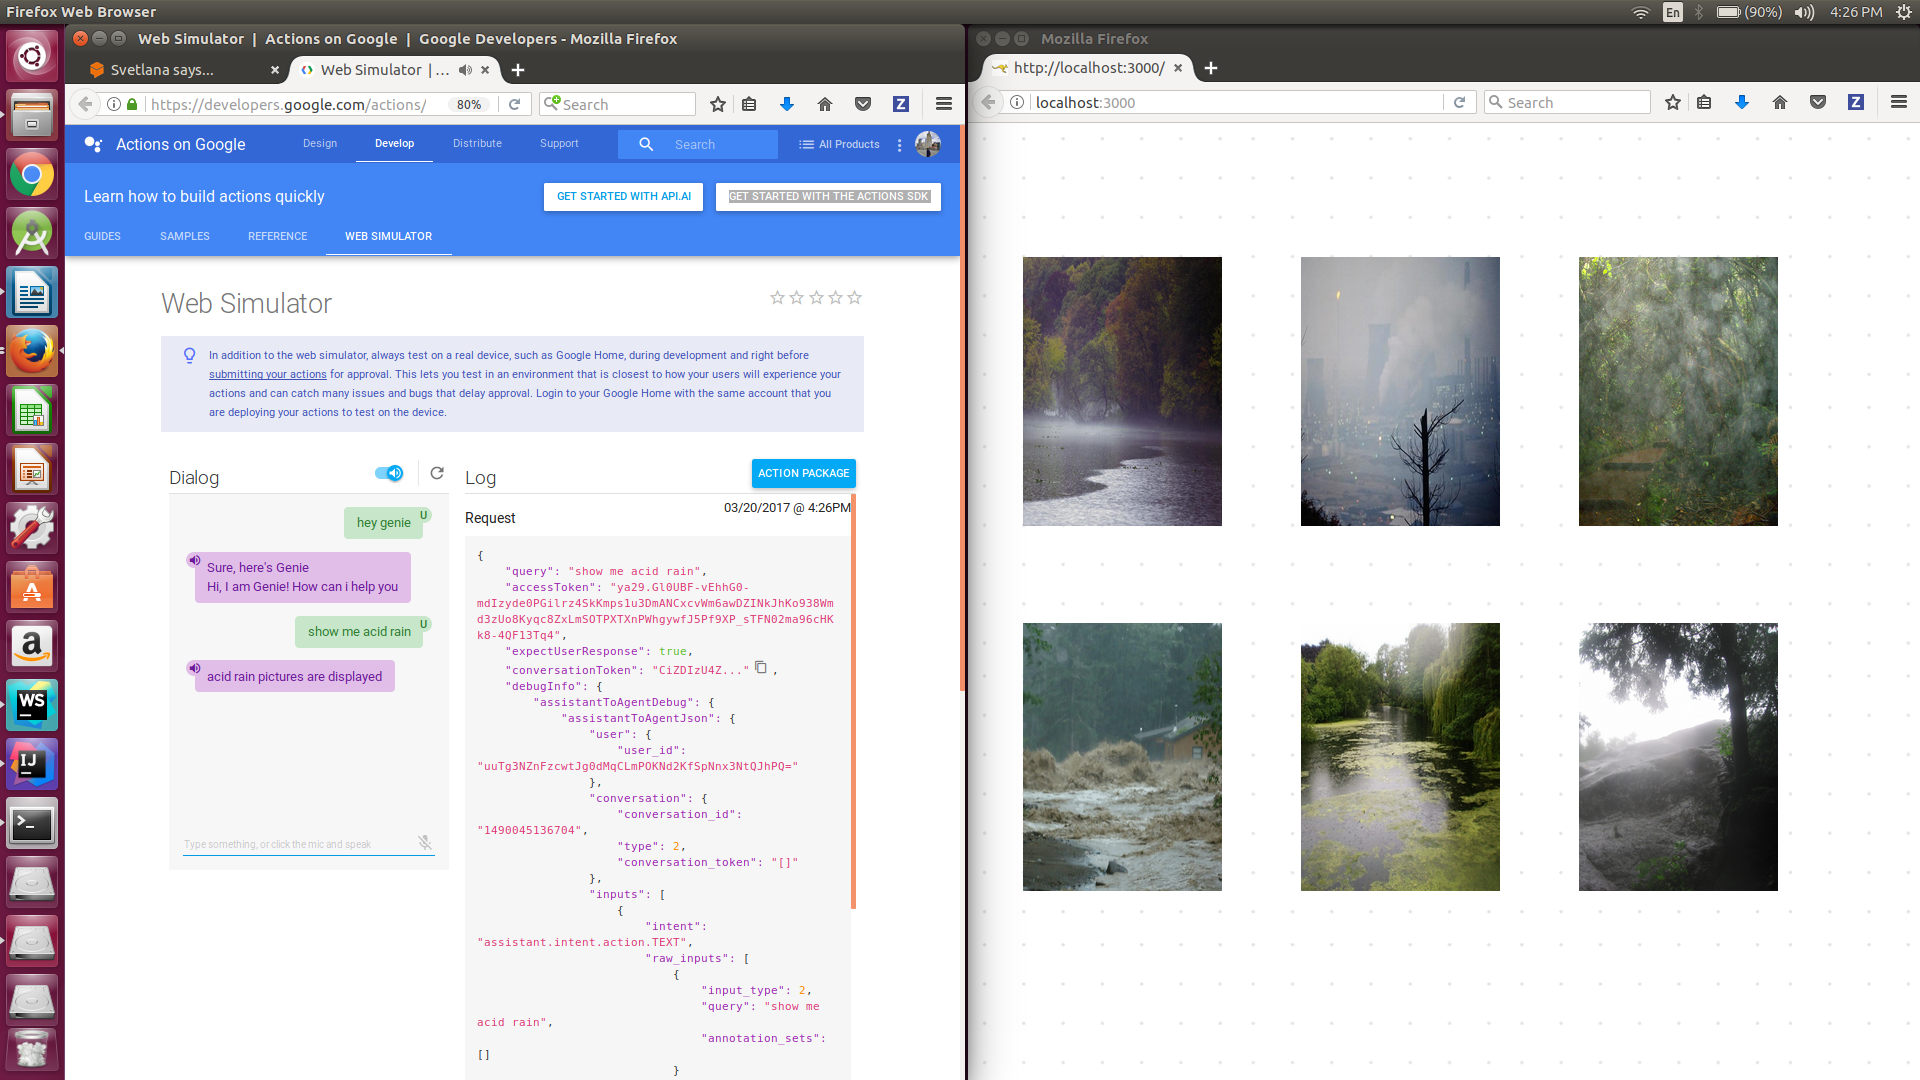 Firefox Web Browser
En
(90%)
4:26 PM
Web Simulator | Actions on Google | Google Developers - Mozilla Firefox
Svetlana says...
Web Simulator | ...
https://developers.google.com/actions/
80%
Search
Z
Actions on Google
Design
Develop
Distribute
Support
Search
All Products
Learn how to build actions quickly
GET STARTED WITH API.AI
GET STARTED WITH THE ACTIONS SDK
GUIDES
SAMPLES
REFERENCE
WEB SIMULATOR
Web Simulator
In addition to the web simulator, always test on a real device, such as Google Home, during development and right before
submitting your actions for approval. This lets you test in an environment that is closest to how your users will experience your
actions and can catch many issues and bugs that delay approval. Login to your Google Home with the same account that you
are deploying your actions to test on the device.
Dialog
hey genie
U
Sure, here's Genie
Hi, I am Genie! How can i help you
show me acid rain
U
acid rain pictures are displayed
Type something, or click the mic and speak
Log
ACTION PACKAGE
03/20/2017 @ 4:26PM
Request
{
"query": "show me acid rain",
"accessToken": "ya29.Gl0UBF-vEhhG0-
mdIzyde0PGilrz4SkKmps1u3DmANCxcvWm6awDZINkJhKo938Wm
d3zUo8Kyqc8ZxLmSOTPXTXnPWhgywfJ5Pf9XP_sTFN02ma96cHK
k8-4QF13Tq4",
"expectUserResponse": true,
"conversationToken": "CiZDIzU4Z..." ,
"debugInfo": {
"assistantToAgentDebug": {
"assistantToAgentJson": {
"user": {
"user_id":
"uuTg3NZnFzcwtJg0dMqCLmPOKNd2KfSpNnx3NtQJhPQ="
},
"conversation": {
"conversation_id":
"1490045136704",
"type": 2,
"conversation_token": "[]"
},
"inputs": [
{
"intent":
"assistant.intent.action.TEXT",
"raw_inputs": [
{
"input_type": 2,
"query": "show me
acid rain",
"annotation_sets":
[]
}
Mozilla Firefox
http://localhost:3000/
localhost:3000
Search
Z
WS
IJ